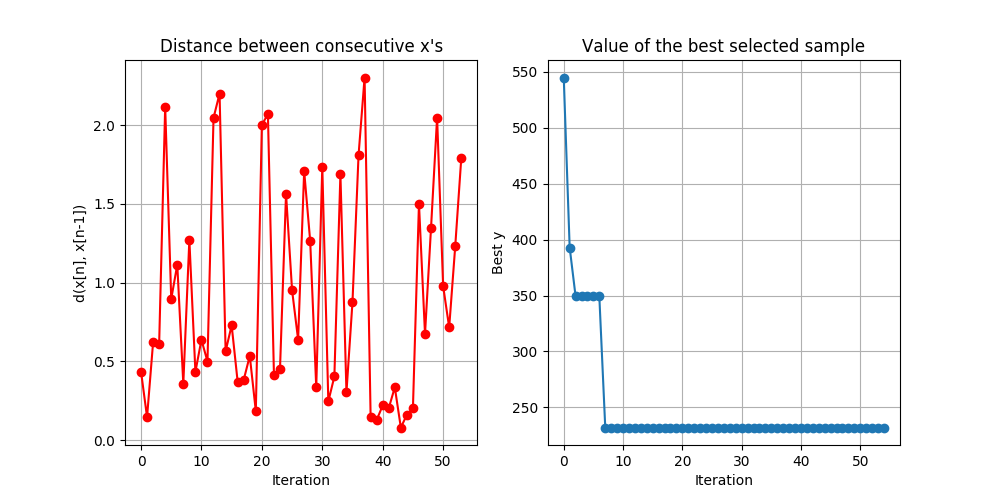 Distance between consecutive x's
d(x[n], x[n-1])
2.0
1.5
1.0
0.5
0.0
0 10 20 30 40 50
Iteration
Value of the best selected sample
Best y
550
500
450
400
350
300
250
0 10 20 30 40 50
Iteration